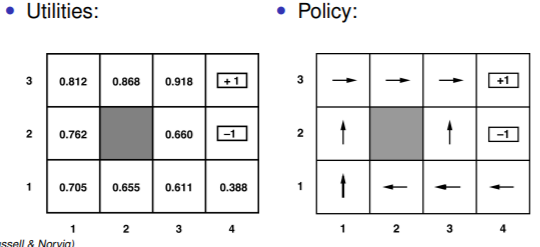 • Utilities:
• Policy:
3 0.812 0.868 0.918 +1
2 0.762 0.660 –1
1 0.705 0.655 0.611 0.388
1 2 3 4
3 +1
2 –1
1
1 2 3 4
ssell & Norvig)